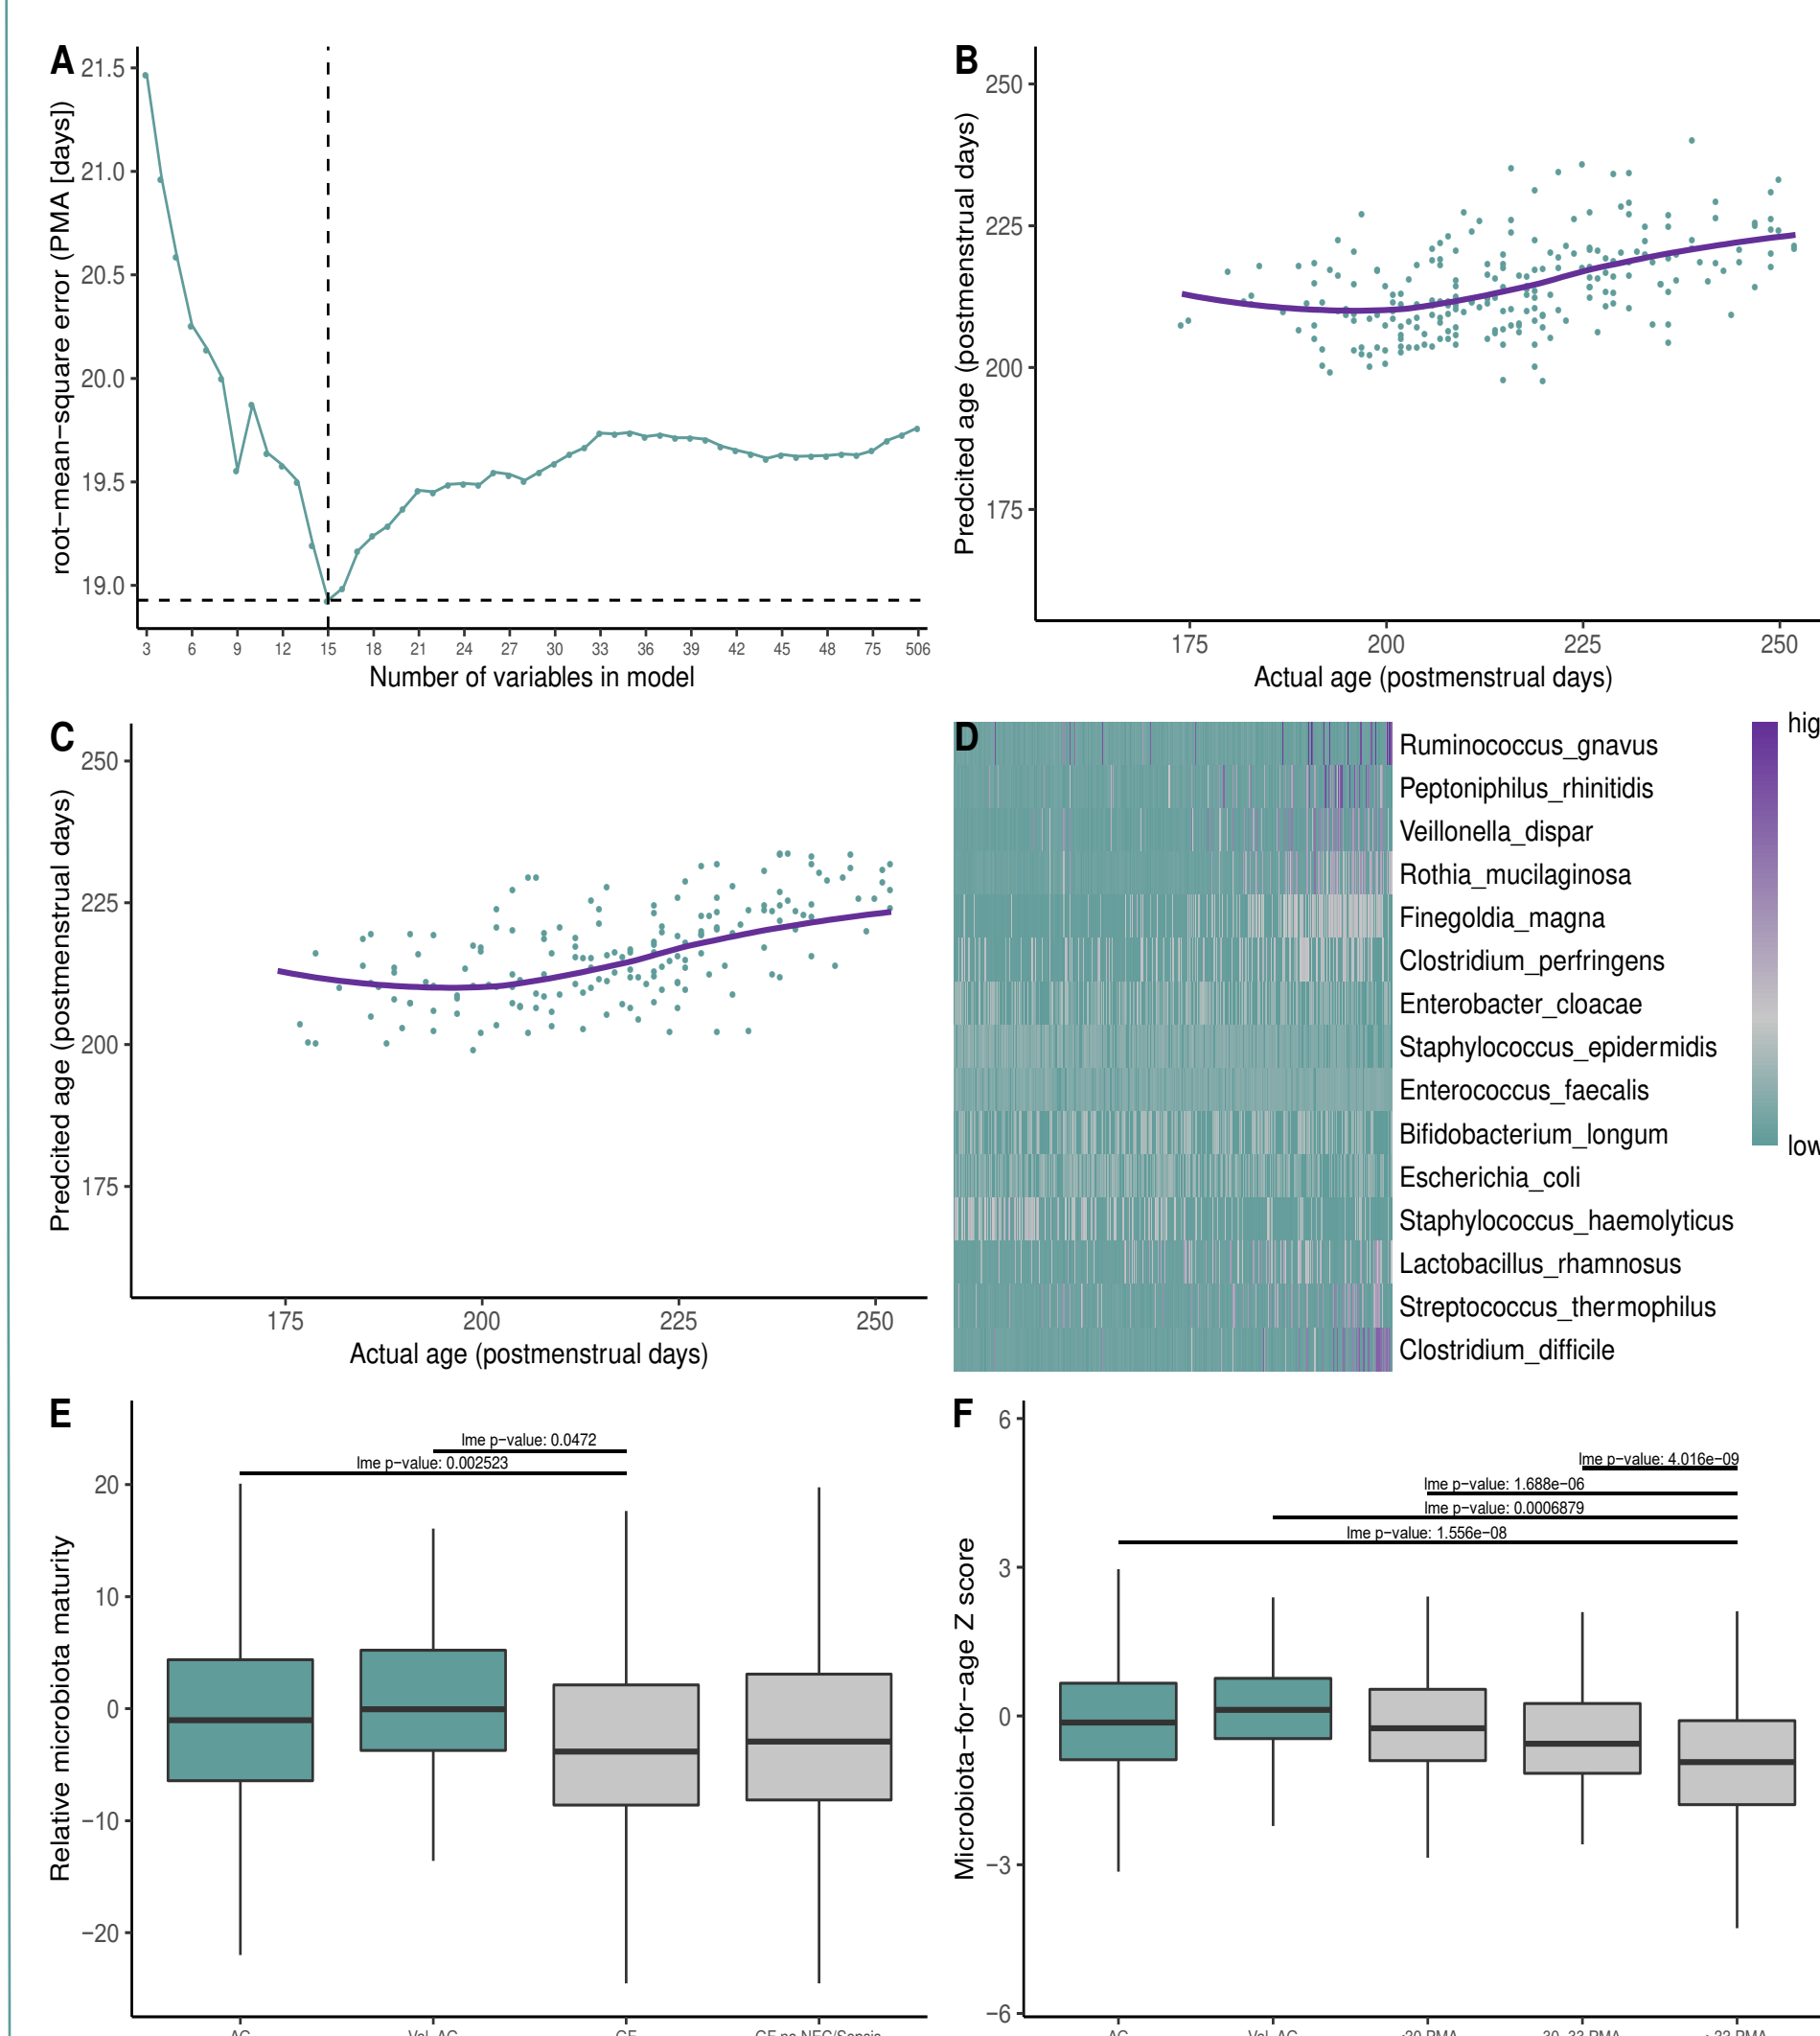 A
21.5
21.0
20.5
20.0
19.5
19.0
root−mean−square error (PMA [days])
3 6 9 12 15 18 21 24 27 30 33 36 39 42 45 48 75 506
Number of variables in model
B
250
225
200
175
Predcited age (postmenstrual days)
175 200 225 250
Actual age (postmenstrual days)
C
250
225
200
175
Predcited age (postmenstrual days)
175 200 225 250
Actual age (postmenstrual days)
D
Ruminococcus_gnavus
Peptoniphilus_rhinitidis
Veillonella_dispar
Rothia_mucilaginosa
Finegoldia_magna
Clostridium_perfringens
Enterobacter_cloacae
Staphylococcus_epidermidis
Enterococcus_faecalis
Bifidobacterium_longum
Escherichia_coli
Staphylococcus_haemolyticus
Lactobacillus_rhamnosus
Streptococcus_thermophilus
Clostridium_difficile
hig
low
E
lme p−value: 0.0472
lme p−value: 0.002523
20
10
0
−10
−20
Relative microbiota maturity
F
6
3
0
−3
−6
Microbiota−for−age Z score
lme p−value: 4.016e−09
lme p−value: 1.688e−06
lme p−value: 0.0006879
lme p−value: 1.556e−08